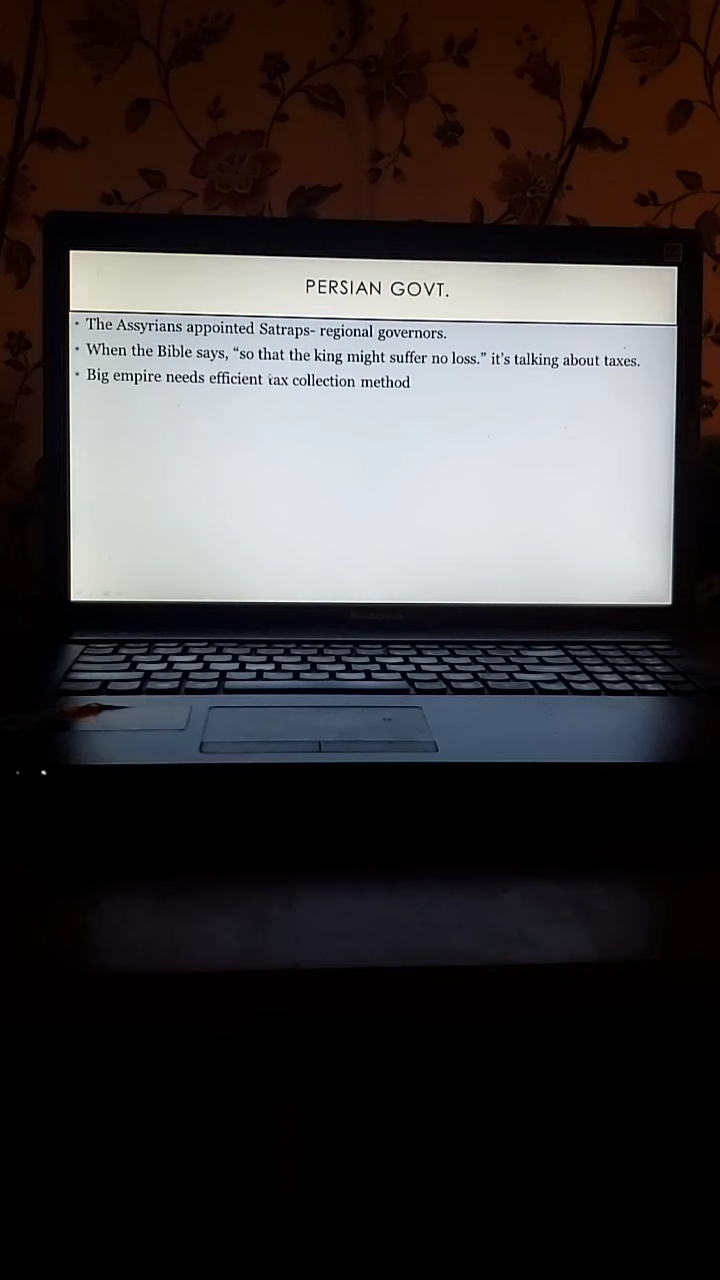 PERSIAN GOVT.
• The Assyrians appointed Satraps- regional governors.
• When the Bible says, “so that the king might suffer no loss.” it’s talking about taxes.
• Big empire needs efficient tax collection method